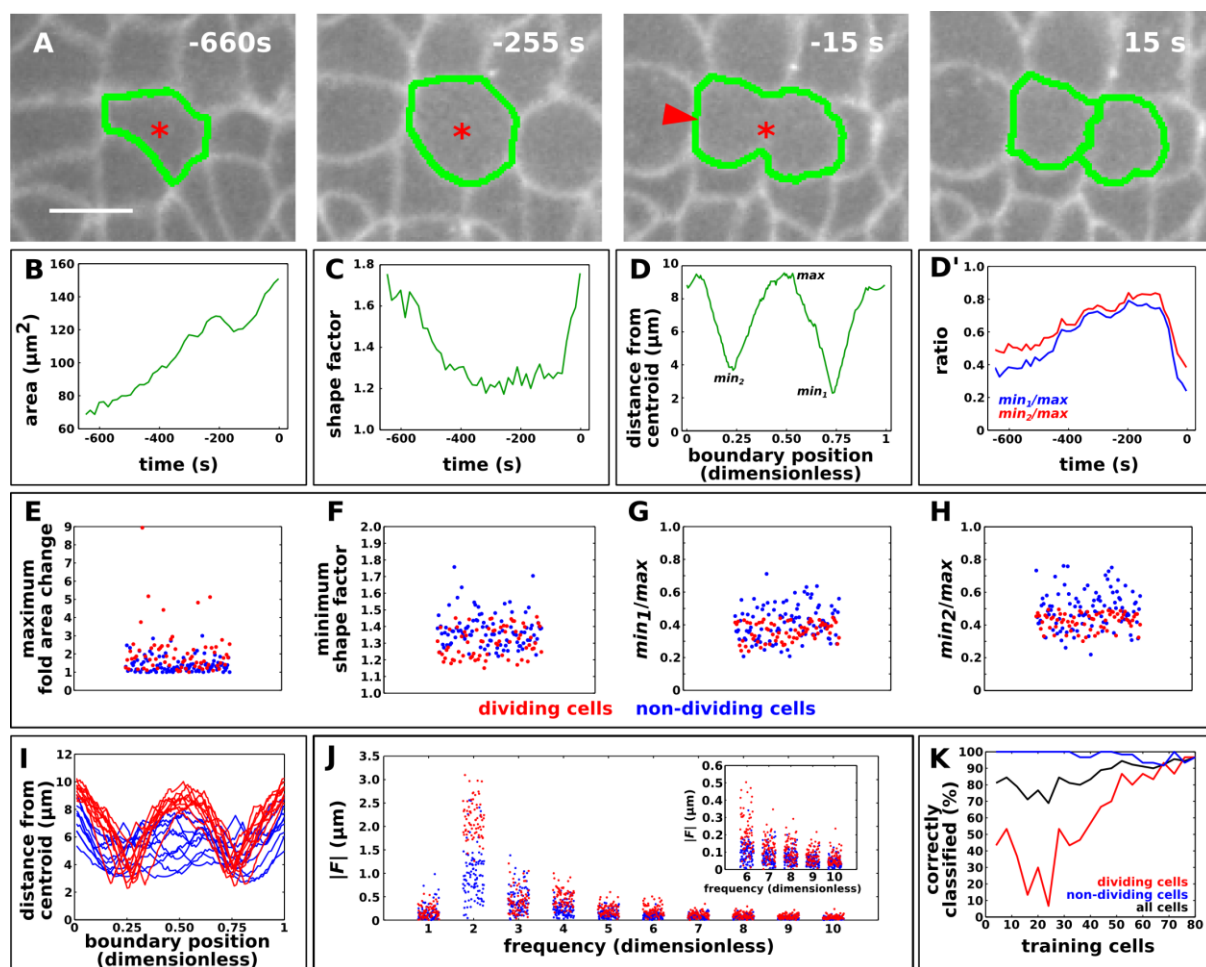 A
-660s
-255 s
-15 s
15 s
*
*
*
B
area (µm²)
160
140
120
100
80
60
-600
-400
-200
0
time (s)
C
shape factor
1.8
1.6
1.4
1.2
1.0
-600
-400
-200
0
time (s)
D
distance from
centroid (µm)
10
8
6
4
2
0
max
min₂
min₁
0
0.25
0.50
0.75
1
boundary position
(dimensionless)
D'
ratio
1.0
0.8
0.6
0.4
0.2
0
min₁/max
min₂/max
-600
-400
-200
0
time (s)
E
maximum
fold area change
9
8
7
6
5
4
3
2
1
0
F
minimum
shape factor
2.0
1.9
1.8
1.7
1.6
1.5
1.4
1.3
1.2
1.1
1.0
G
min₁/max
1
0.8
0.6
0.4
0.2
0
H
min₂/max
1
0.8
0.6
0.4
0.2
0
dividing cells
non-dividing cells
I
distance from
centroid (µm)
12
10
8
6
4
2
0
0
0.25
0.50
0.75
1
boundary position
(dimensionless)
J
|F| (µm)
3.5
3.0
2.5
2.0
1.5
1.0
0.5
0
1
2
3
4
5
6
7
8
9
10
frequency (dimensionless)
|F| (µm)
0.6
0.5
0.4
0.3
0.2
0.1
0
6
7
8
9
10
frequency (dimensionless)
K
correctly
classified (%)
100
90
80
70
60
50
40
30
20
10
0
dividing cells
non-dividing cells
all cells
0
10
20
30
40
50
60
70
80
training cells